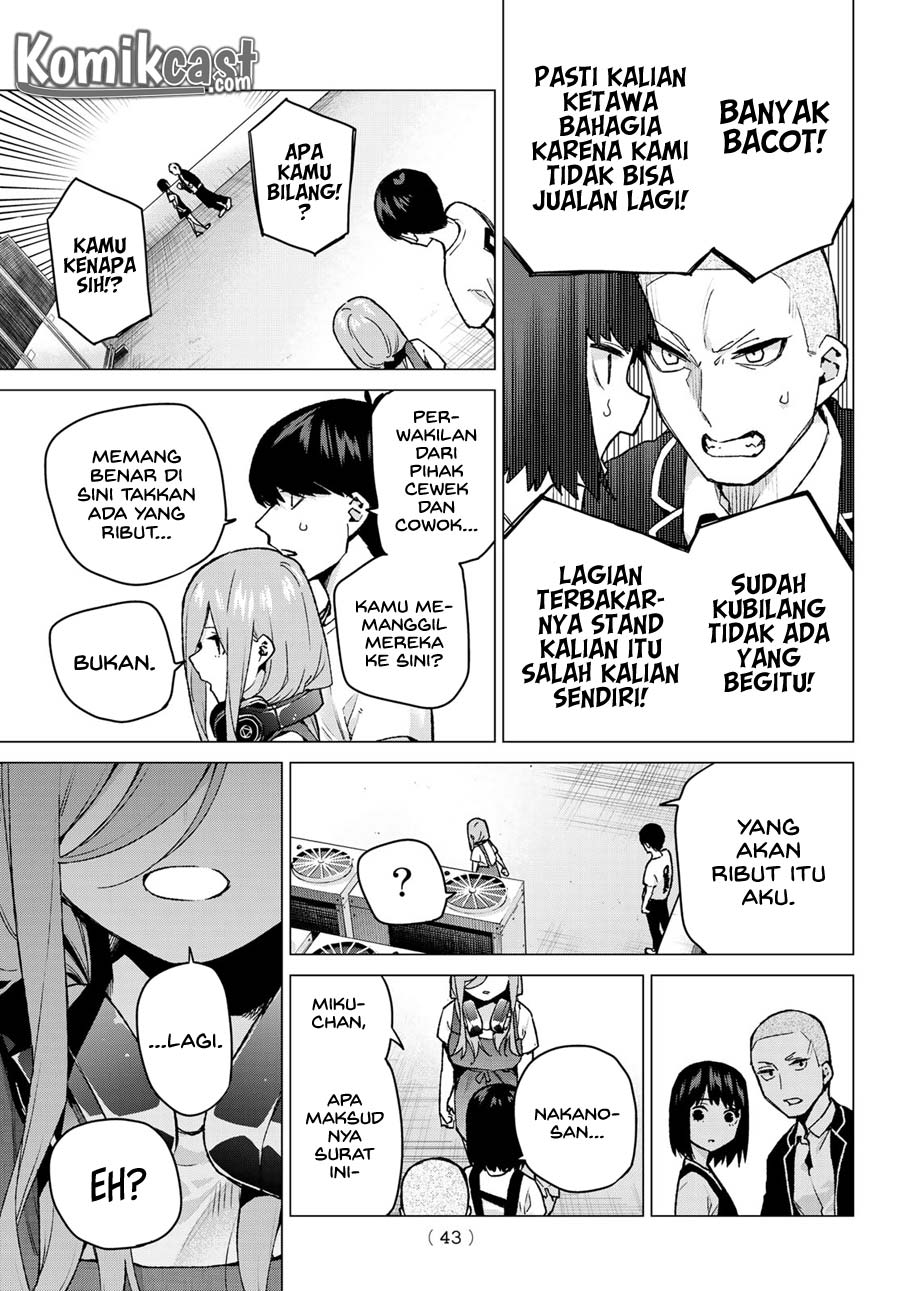 Komikcast
.com
BANYAK
BACOT!
PASTI KALIAN
KETAWA
BAHAGIA
KARENA KAMI
TIDAK BISA
JUALAN LAGI!
SUDAH
KUBILANG
TIDAK ADA
YANG
BEGITU!
LAGIAN
TERBAKAR-
NYA STAND
KALIAN ITU
SALAH KALIAN
SENDIRI!
APA
KAMU
BILANG!
?
KAMU
KENAPA
SIH!?
PER-
WAKILAN
DARI
PIHAK
CEWEK
DAN
COWOK...
KAMU ME-
MANGGIL
MEREKA
KE SINI?
MEMANG
BENAR DI
SINI TAKKAN
ADA YANG
RIBUT...
BUKAN.
YANG
AKAN
RIBUT ITU
AKU.
?
NAKANO-
SAN...
MIKU-
CHAN,
APA
MAKSUD
NYA
SURAT
INI-
...LAGI.
EH?
( 43 )